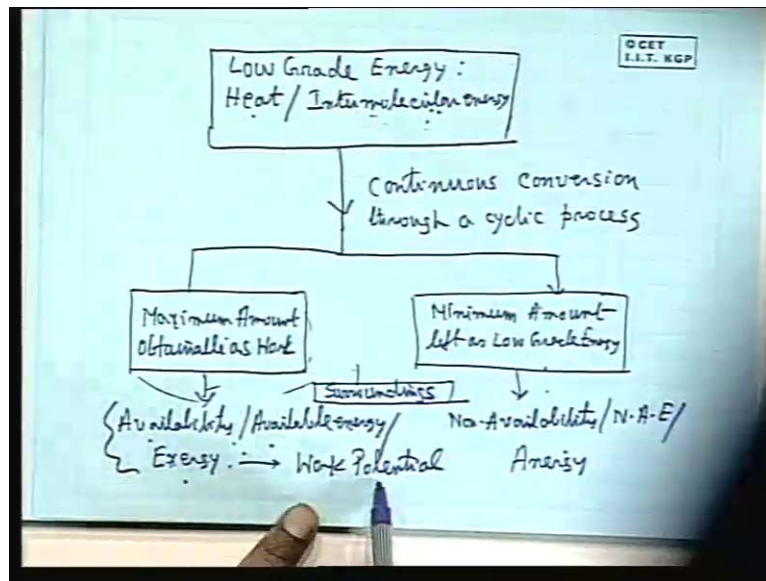 © CET
I.I.T. KGP
Low Grade Energy:
Heat / Intermolecular energy
Continuous conversion
through a cyclic process
Maximum Amount
Obtainable as Work
Minimum Amount
left as Low Grade Energy
Surroundings
Availability / Available energy /
Exergy → Work Potential
Non-Availability / N.A.E /
Anergy